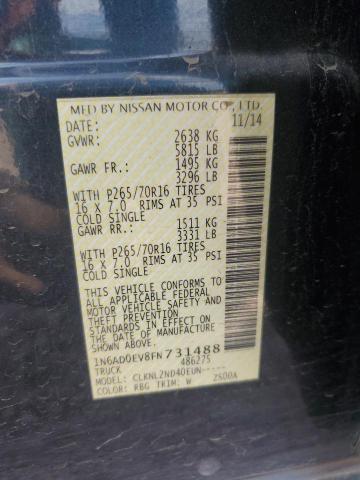 MFD BY NISSAN MOTOR CO., LTD.
DATE: 11/14
GVWR: 2638 KG
5815 LB
GAWR FR.: 1495 KG
3296 LB
WITH P265/70R16 TIRES
16 X 7.0 RIMS AT 35 PSI
COLD SINGLE
GAWR RR.: 1511 KG
3331 LB
WITH P265/70R16 TIRES
16 X 7.0 RIMS AT 35 PSI
COLD SINGLE
THIS VEHICLE CONFORMS TO
ALL APPLICABLE FEDERAL
MOTOR VEHICLE SAFETY AND
THEFT PREVENTION
STANDARDS IN EFFECT ON
THE DATE OF MANUFACTURE
SHOWN ABOVE.
1N6AD0EV8FN731488
TRUCK 486275
MODEL: CLKNLZND40EUN-----
COLOR: RBG TRIM: W 2500A